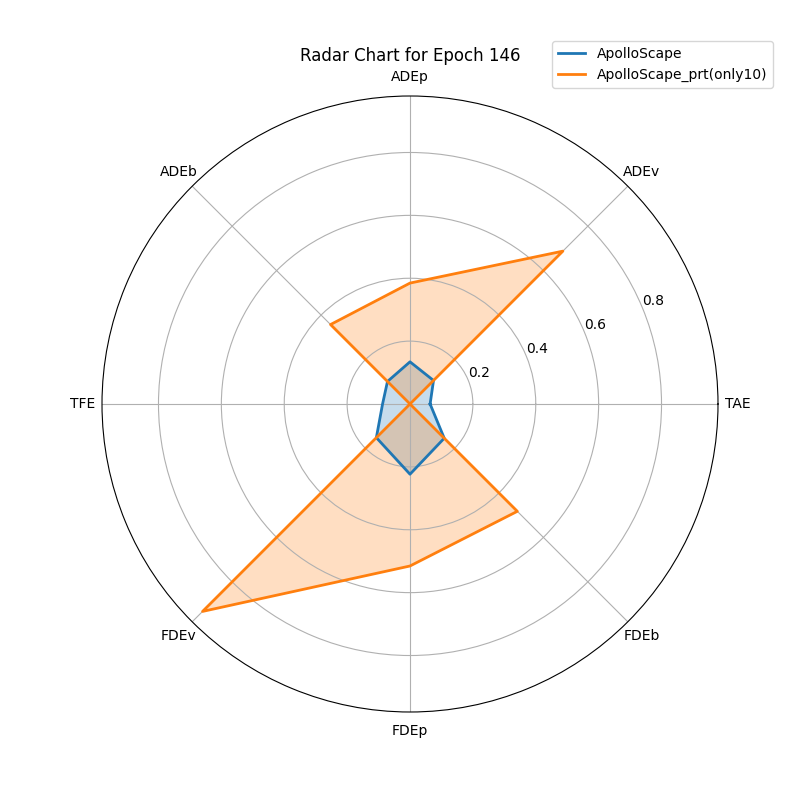 Radar Chart for Epoch 146
ApolloScape
ApolloScape_prt(only10)
ADEp
ADEb
ADEv
0.8
0.6
0.4
0.2
TFE
TAE
FDEv
FDEb
FDEp